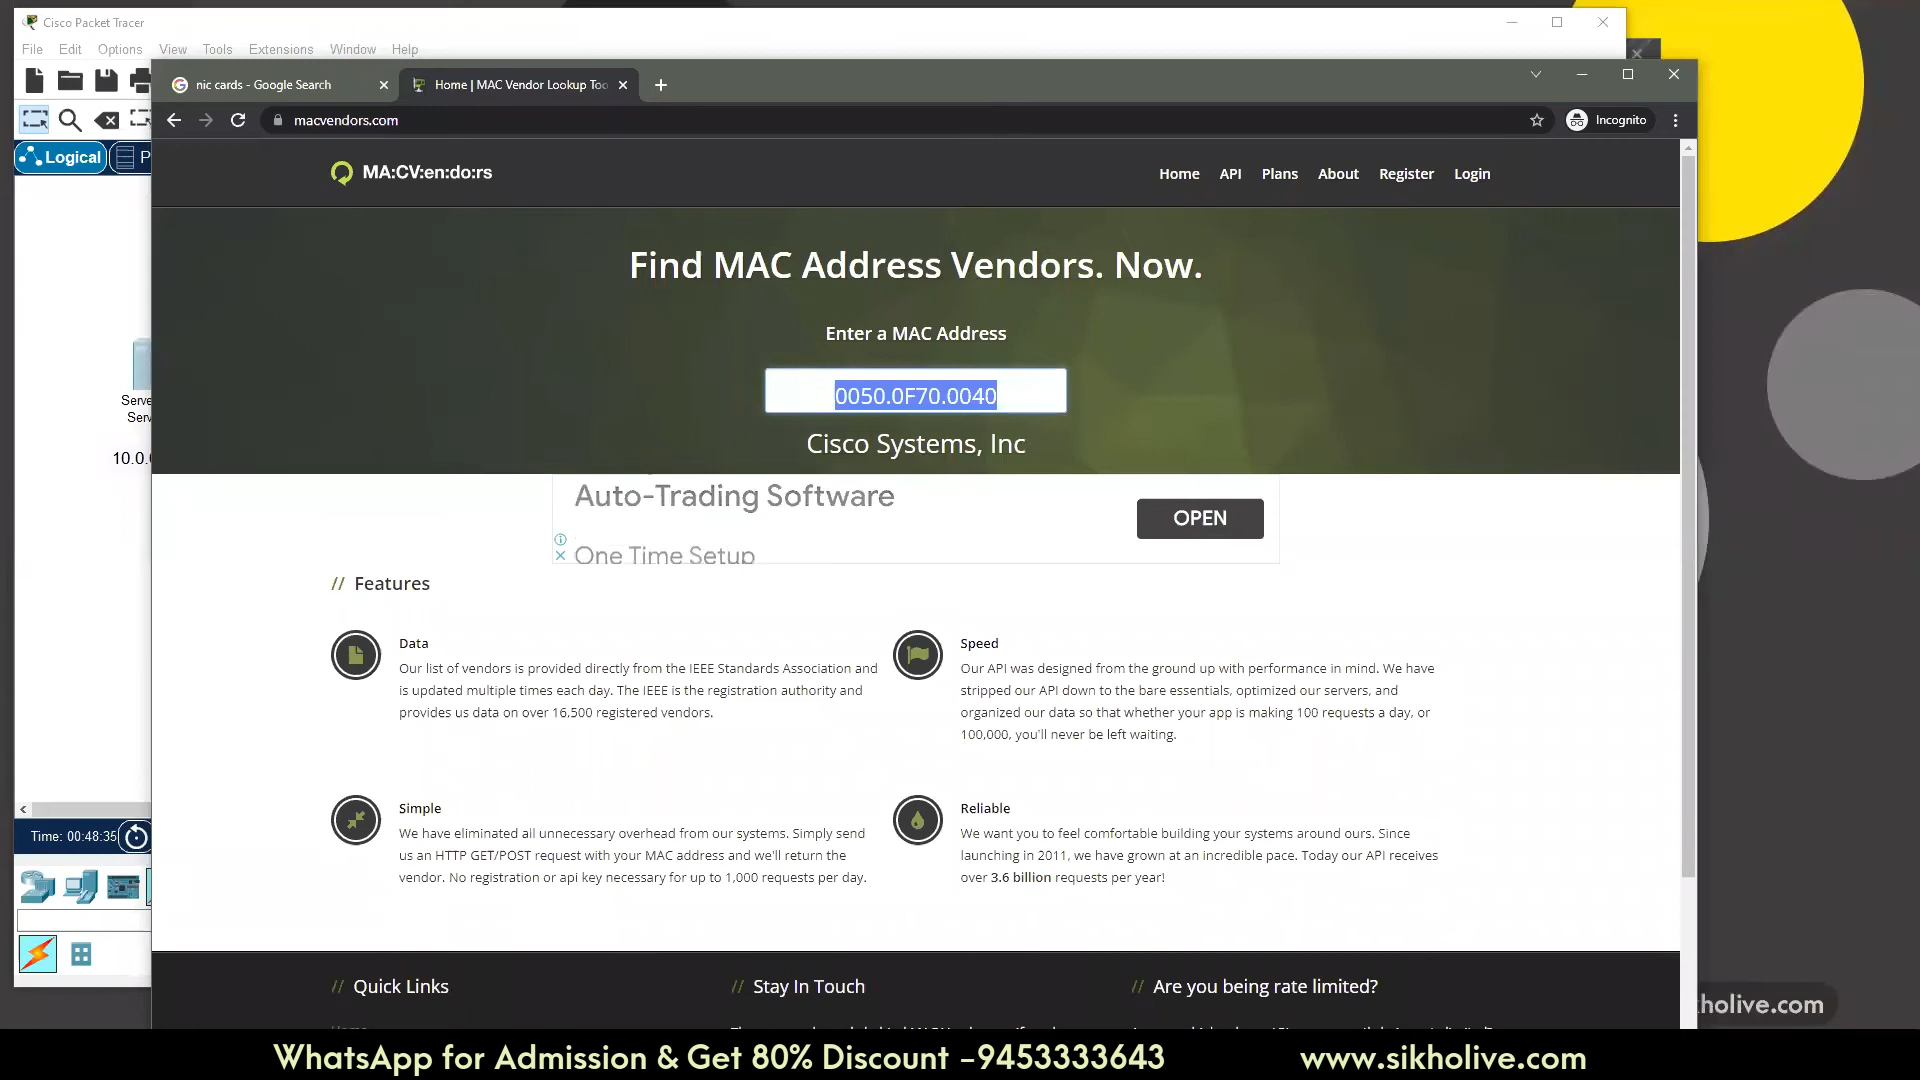 Cisco Packet Tracer
File Edit Options View Tools Extensions Window Help
nic cards - Google Search
Home | MAC Vendor Lookup Too
macvendors.com
Incognito
Logical
P
MA:CV:en:do:rs
Home API Plans About Register Login
Find MAC Address Vendors. Now.
Enter a MAC Address
0050.0F70.0040
Cisco Systems, Inc
Serve
Serv
10.0.
Auto-Trading Software
OPEN
One Time Setup
// Features
Data
Our list of vendors is provided directly from the IEEE Standards Association and
is updated multiple times each day. The IEEE is the registration authority and
provides us data on over 16,500 registered vendors.
Speed
Our API was designed from the ground up with performance in mind. We have
stripped our API down to the bare essentials, optimized our servers, and
organized our data so that whether your app is making 100 requests a day, or
100,000, you'll never be left waiting.
Simple
We have eliminated all unnecessary overhead from our systems. Simply send
us an HTTP GET/POST request with your MAC address and we'll return the
vendor. No registration or api key necessary for up to 1,000 requests per day.
Reliable
We want you to feel comfortable building your systems around ours. Since
launching in 2011, we have grown at an incredible pace. Today our API receives
over 3.6 billion requests per year!
Time: 00:48:35
// Quick Links
// Stay In Touch
// Are you being rate limited?
holive.com
WhatsApp for Admission & Get 80% Discount -9453333643
www.sikholive.com